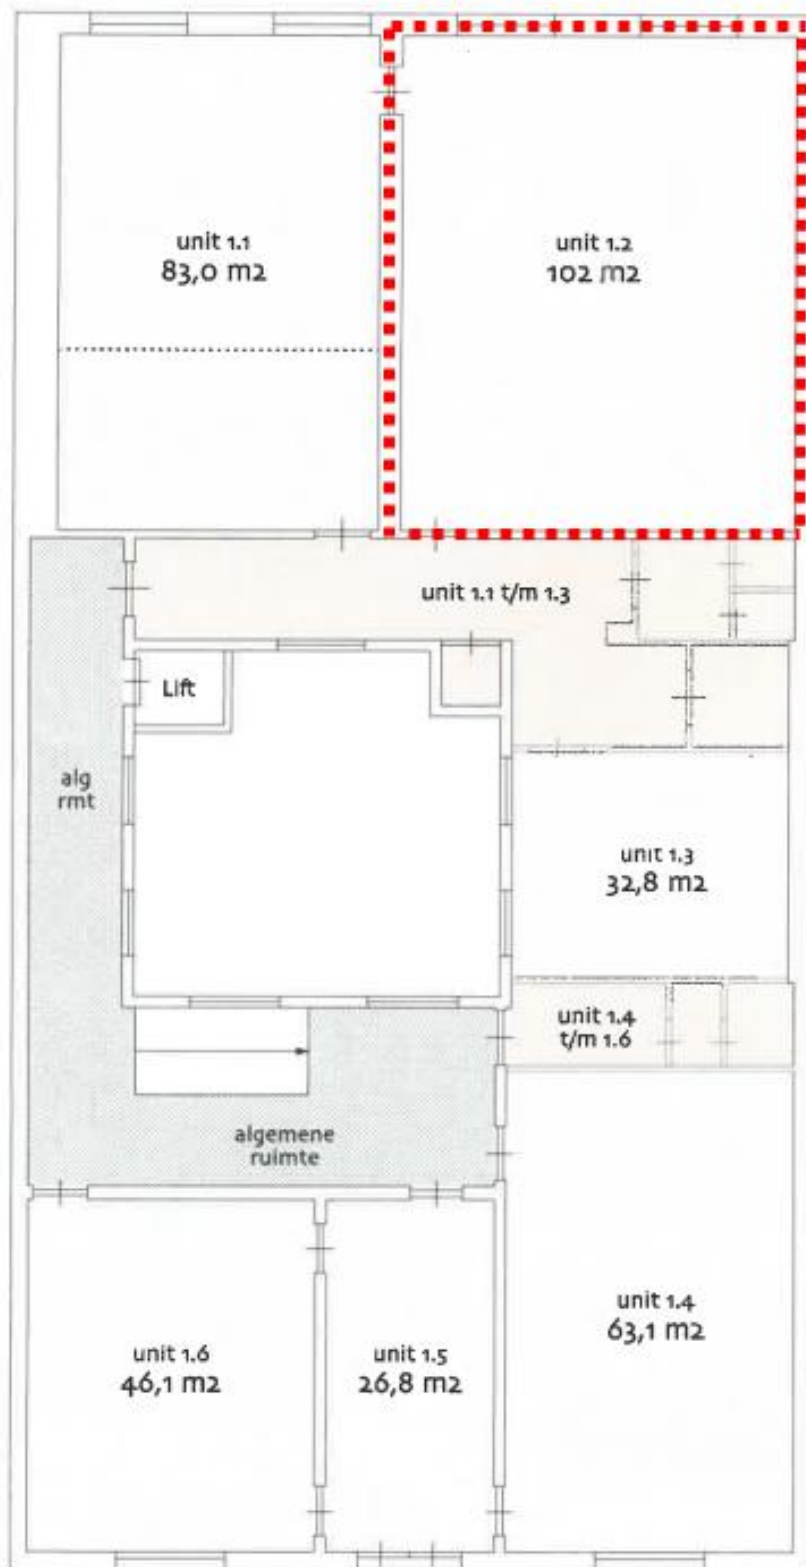 unit 1.1
83,0 m2
unit 1.2
102 m2
unit 1.1 t/m 1.3
Lift
alg
rmt
unit 1.3
32,8 m2
unit 1.4
t/m 1.6
algemene
ruimte
unit 1.4
63,1 m2
unit 1.6
46,1 m2
unit 1.5
26,8 m2